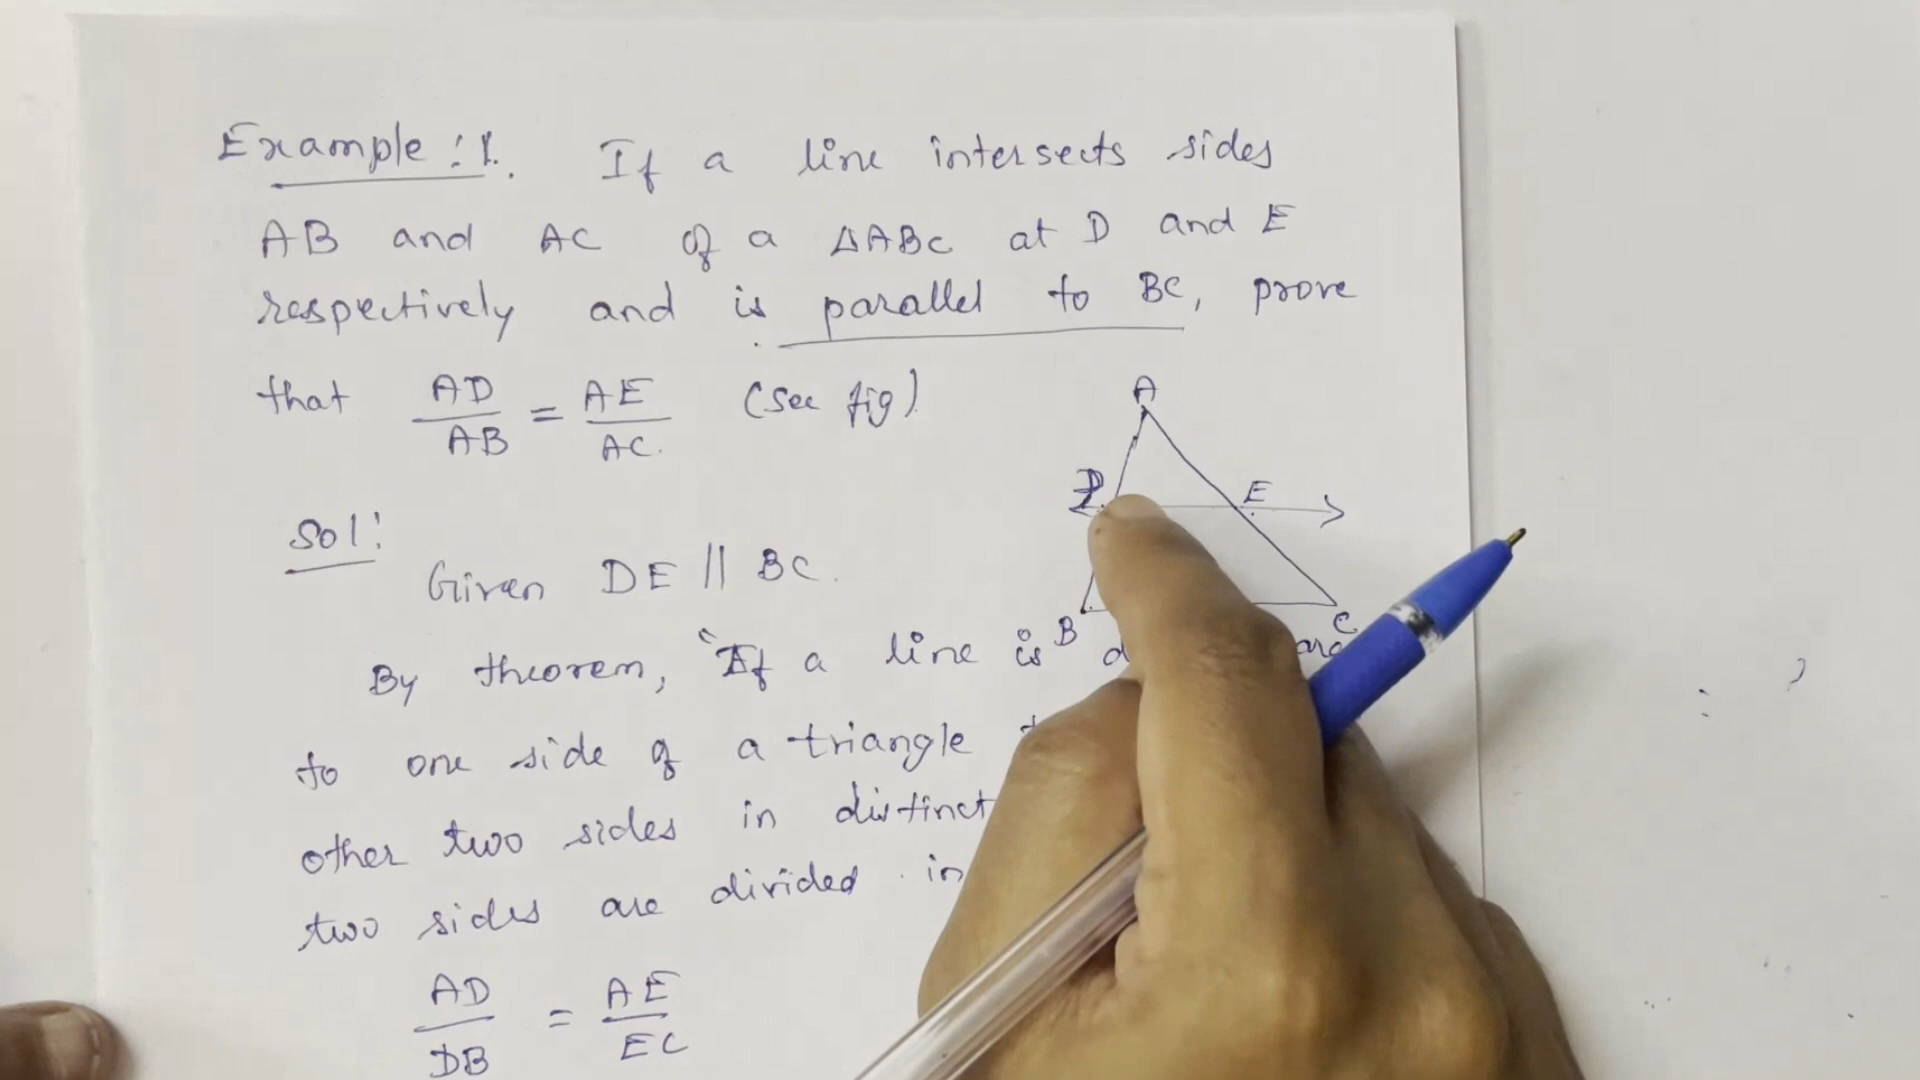 Example : 1. If a line intersects sides
AB and AC of a ΔABC at D and E
respectively and is parallel to BC, prove
that AD/AB = AE/AC. (see fig)
A
D E
B C
Sol:
Given DE || BC.
By theorem, "If a line is
to one side of a triangle
other two sides in distinct
two sides are divided in
AD/DB = AE/EC